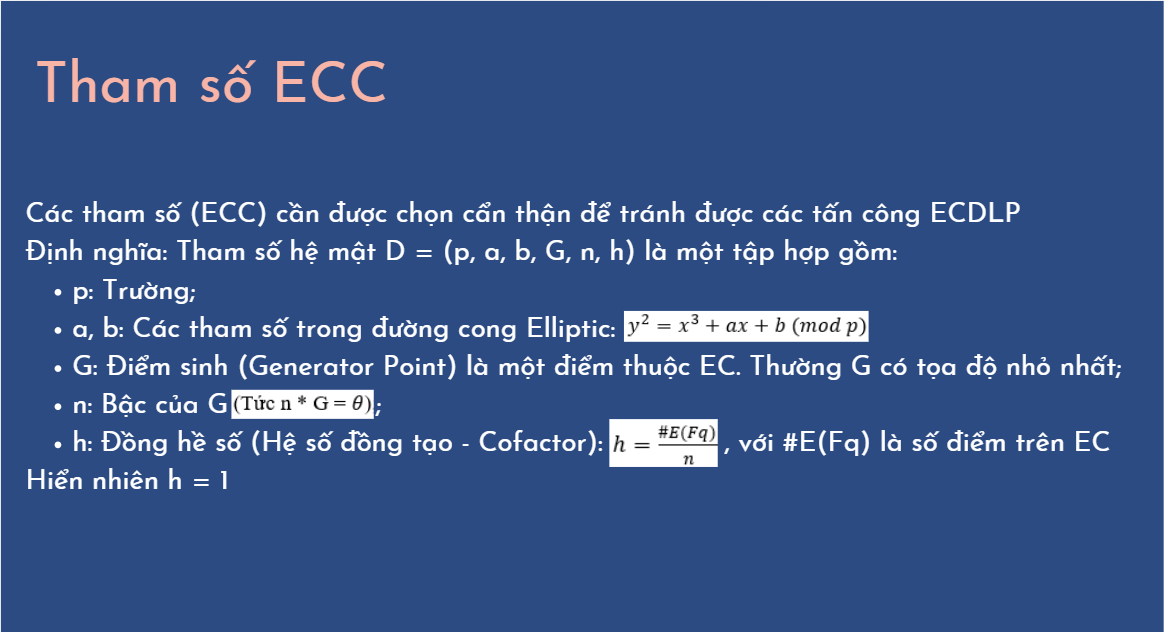 Tham số ECC
Các tham số (ECC) cần được chọn cẩn thận để tránh được các tấn công ECDLP
Định nghĩa: Tham số hệ mật D = (p, a, b, G, n, h) là một tập hợp gồm:
• p: Trường;
• a, b: Các tham số trong đường cong Elliptic: y² = x³ + ax + b (mod p)
• G: Điểm sinh (Generator Point) là một điểm thuộc EC. Thường G có tọa độ nhỏ nhất;
• n: Bậc của G (Tức n * G = θ);
• h: Đồng hề số (Hệ số đồng tạo - Cofactor): h = #E(Fq)/n , với #E(Fq) là số điểm trên EC
Hiển nhiên h = 1